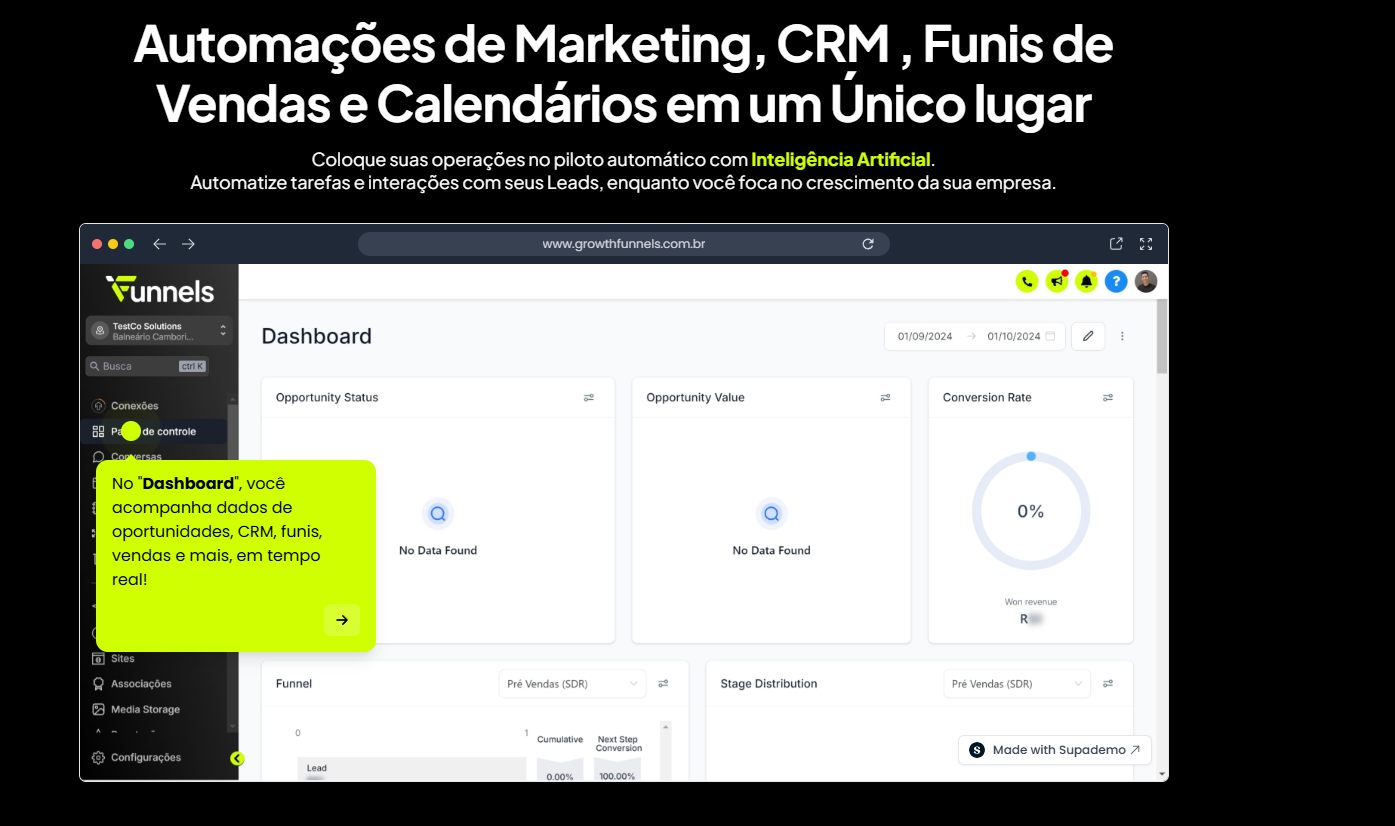 Automações de Marketing, CRM , Funis de
Vendas e Calendários em um Único lugar
Coloque suas operações no piloto automático com Inteligência Artificial.
Automatize tarefas e interações com seus Leads, enquanto você foca no crescimento da sua empresa.
www.growthfunnels.com.br
Funnels
TestCo Solutions
Balneário Cambori...
Busca
ctrl K
Conexões
de controle
Conversas
No "Dashboard", você
acompanha dados de
oportunidades, CRM, funis,
vendas e mais, em tempo
real!
Sites
Associações
Media Storage
Configurações
?
Dashboard
01/09/2024
01/10/2024
Opportunity Status
No Data Found
Opportunity Value
No Data Found
Conversion Rate
0%
Won revenue
Funnel
Pré Vendas (SDR)
0
1
Cumulative
Next Step
Conversion
Lead
0.00%
100.00%
Stage Distribution
Pré Vendas (SDR)
S
Made with Supademo